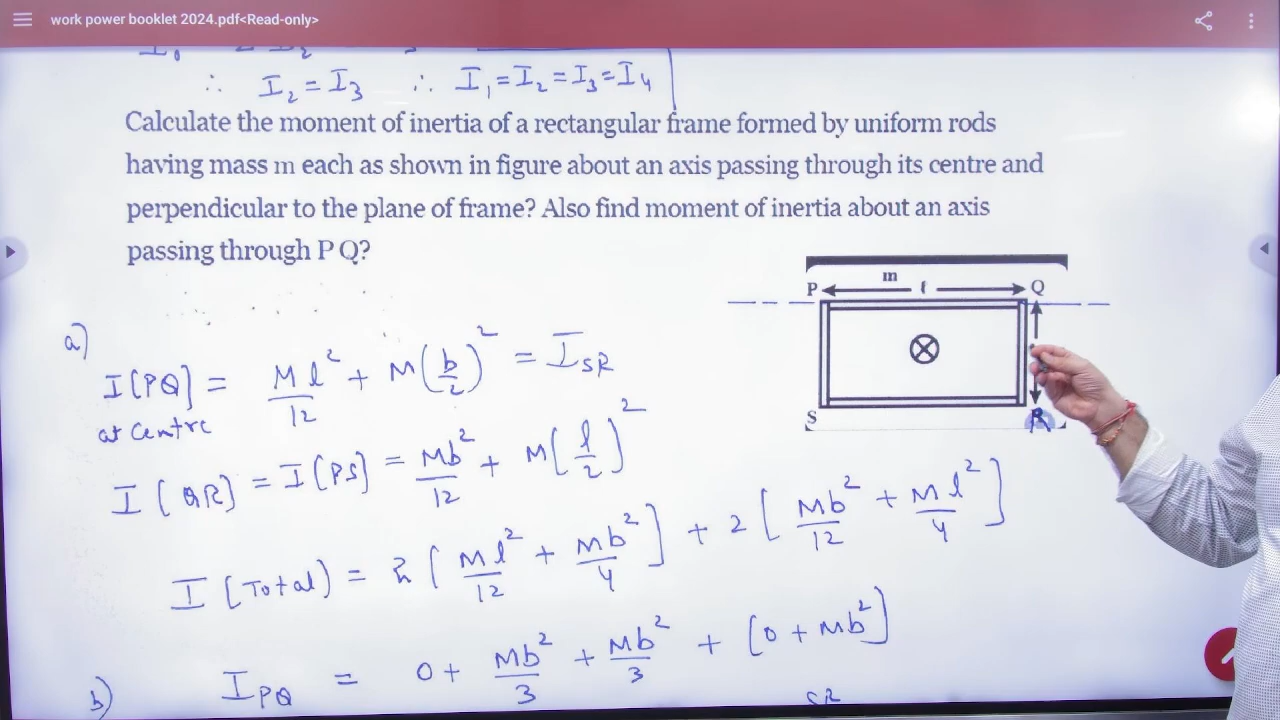 work power booklet 2024.pdf<Read-only>
∴ I₂ = I₃ ∴ I₁ = I₂ = I₃ = I₄
Calculate the moment of inertia of a rectangular frame formed by uniform rods
having mass m each as shown in figure about an axis passing through its centre and
perpendicular to the plane of frame? Also find moment of inertia about an axis
passing through P Q?
m
P ℓ Q
S R
a)
I(PQ) = Ml²/12 + M(b/2)² = I_SR
at Centre
I(QR) = I(PS) = Mb²/12 + M(l/2)²
I(Total) = 2[Ml²/12 + Mb²/4] + 2[Mb²/12 + Ml²/4]
b) I_PQ = 0 + Mb²/3 + Mb²/3 + [0 + Mb²]
SR